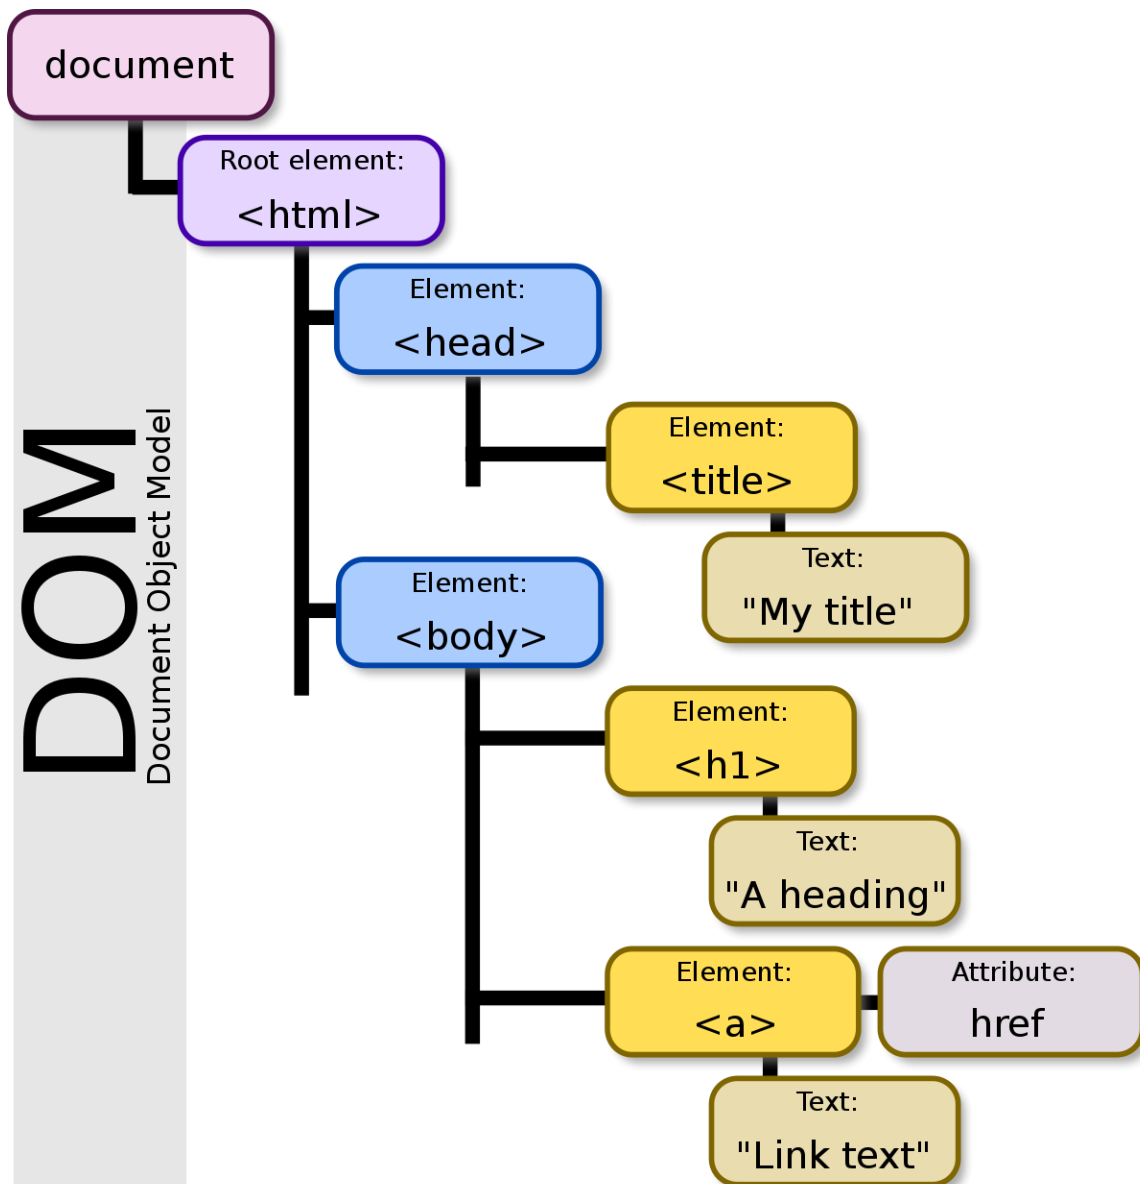 document
Root element:
<html>
Element:
<head>
Element:
<title>
Text:
"My title"
Element:
<body>
Element:
<h1>
Text:
"A heading"
Element:
<a>
Attribute:
href
Text:
"Link text"
DOM
Document Object Model